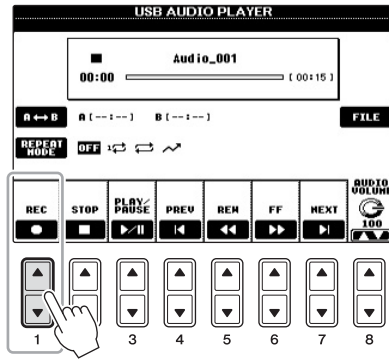 USB AUDIO PLAYER
Audio_001
00:00 [ 00:15 ]
A↔B A[--:--] B[--:--] FILE
REPEAT MODE OFF 1
REC STOP PLAY/PAUSE PREV REW FF NEXT AUDIO VOLUME
100
1 3 4 5 6 7 8